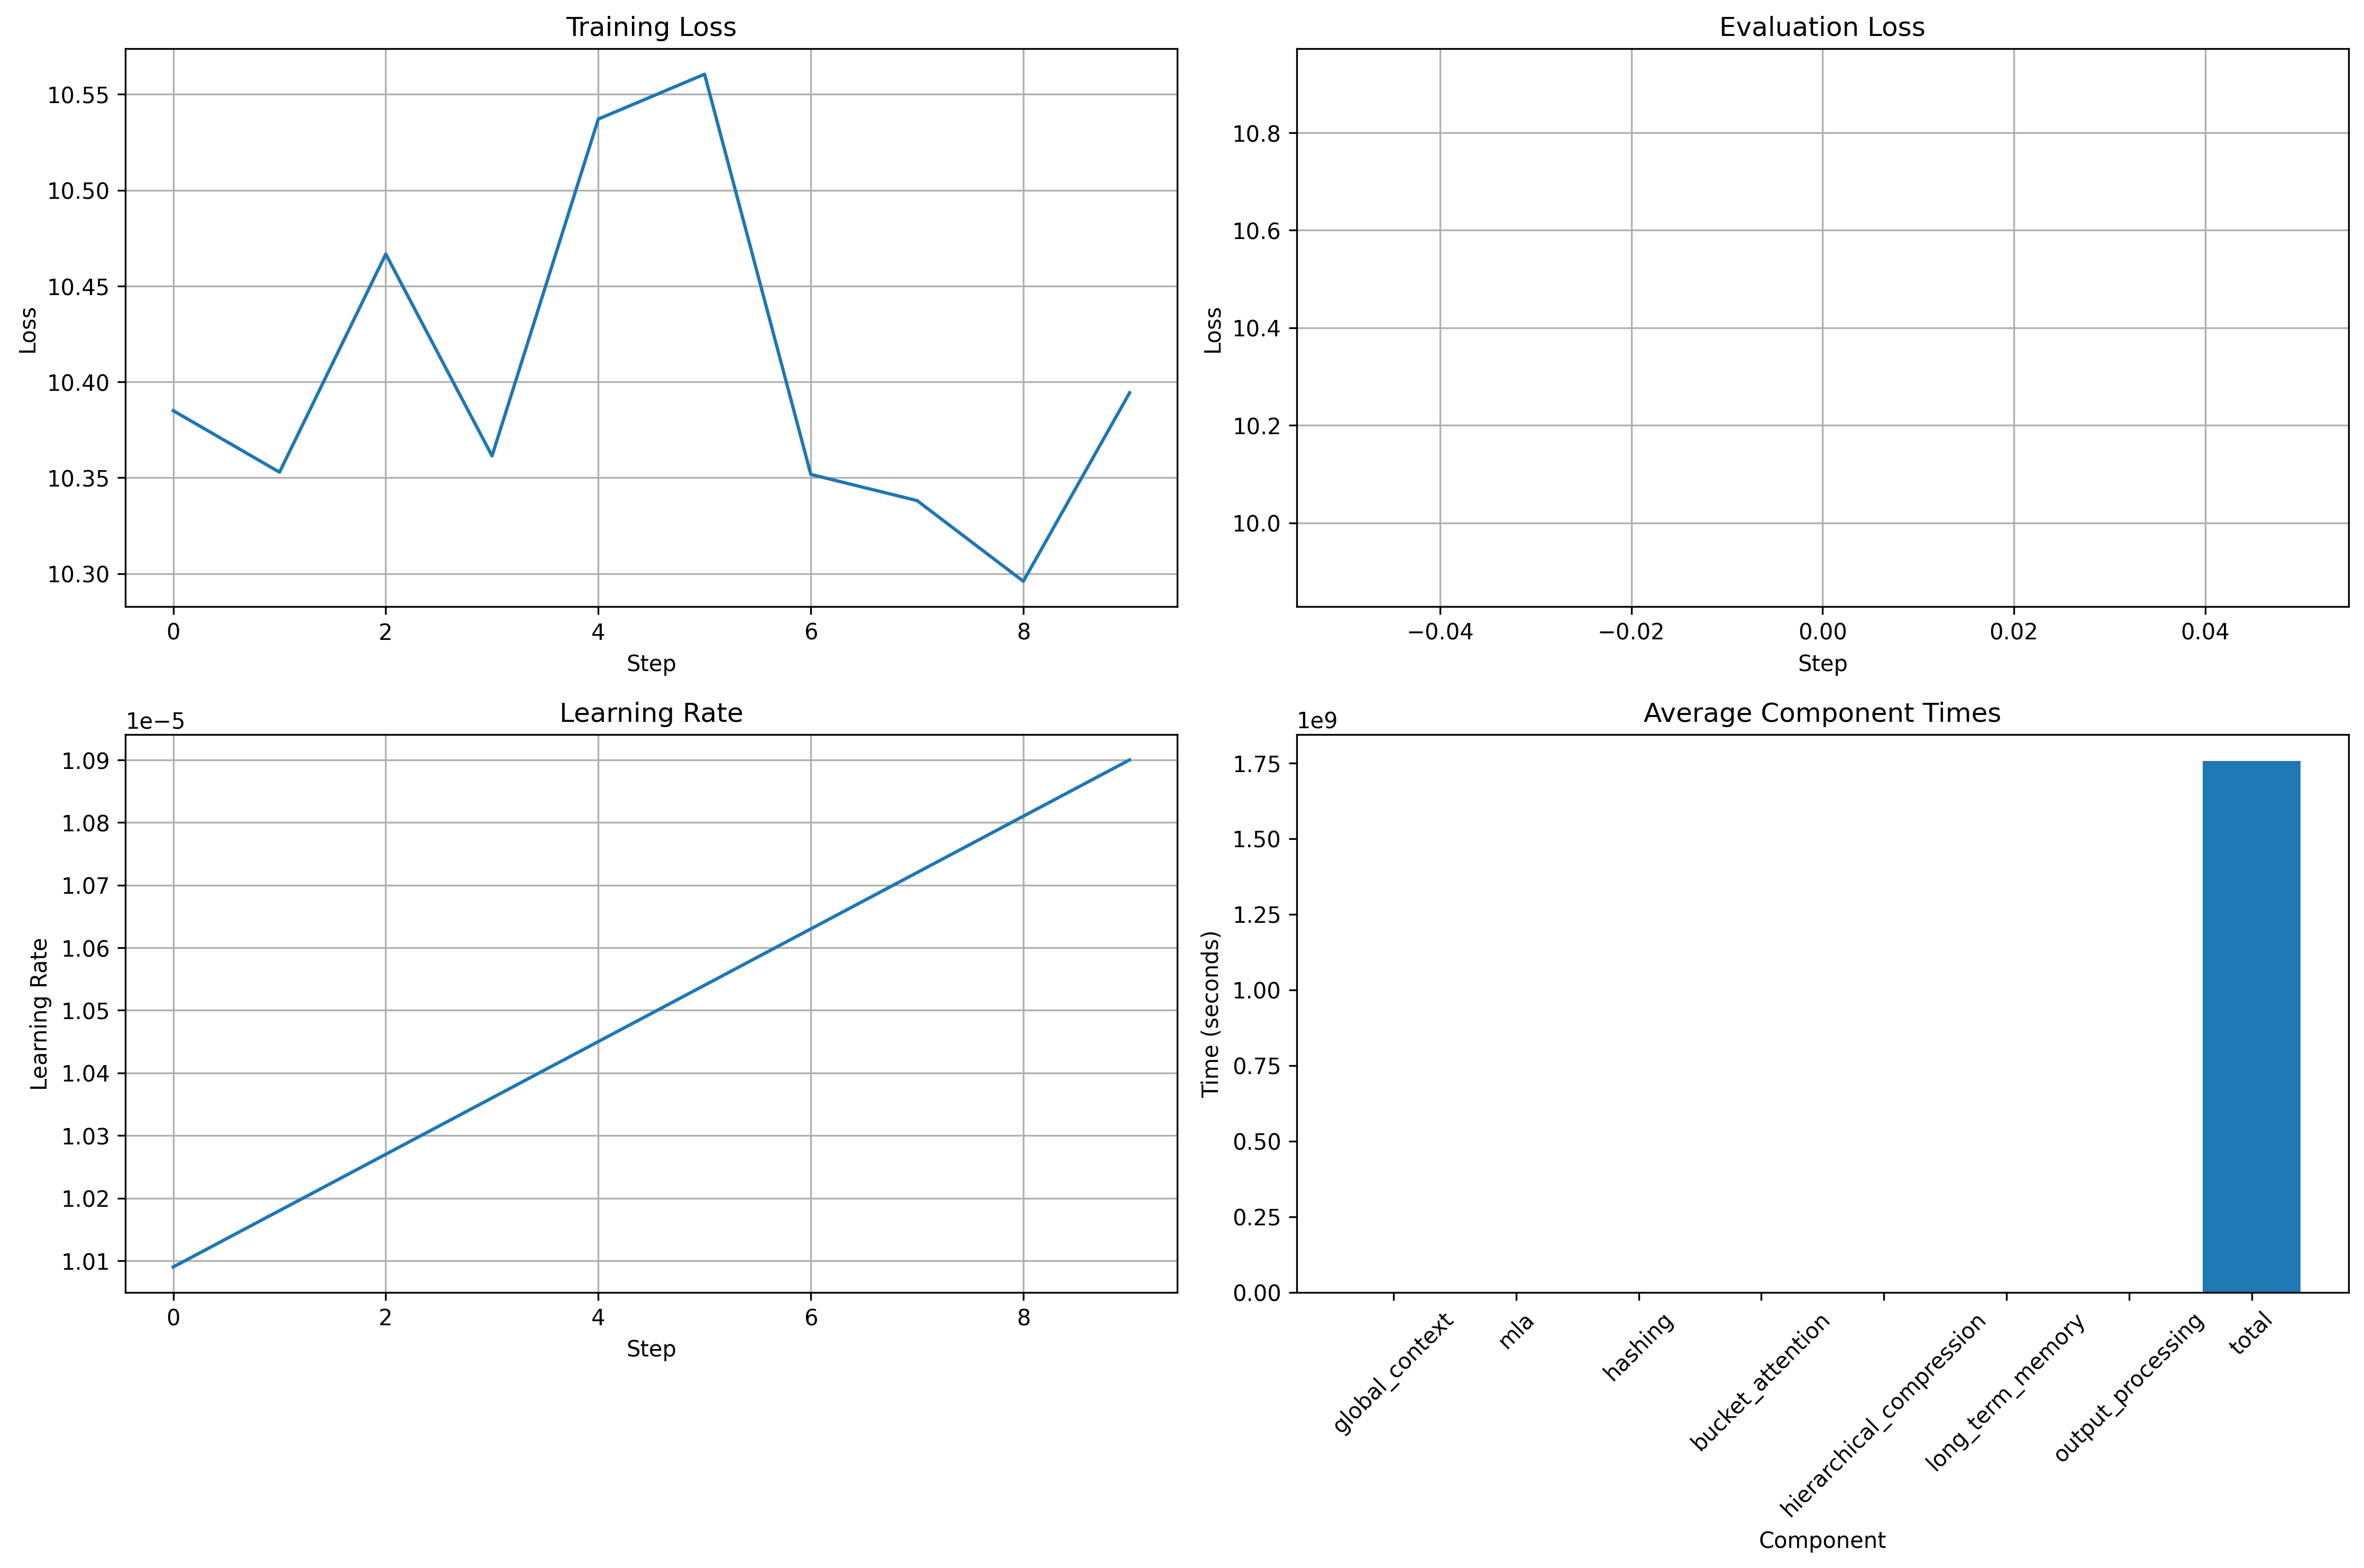 Training Loss
10.55
10.50
10.45
10.40
10.35
10.30
Loss
0 2 4 6 8
Step
Evaluation Loss
10.8
10.6
10.4
10.2
10.0
Loss
−0.04 −0.02 0.00 0.02 0.04
Step
Learning Rate
1e−5
1.09
1.08
1.07
1.06
1.05
1.04
1.03
1.02
1.01
Learning Rate
0 2 4 6 8
Step
Average Component Times
1e9
1.75
1.50
1.25
1.00
0.75
0.50
0.25
0.00
Time (seconds)
global_context
mla
hashing
bucket_attention
hierarchical_compression
long_term_memory
output_processing
total
Component